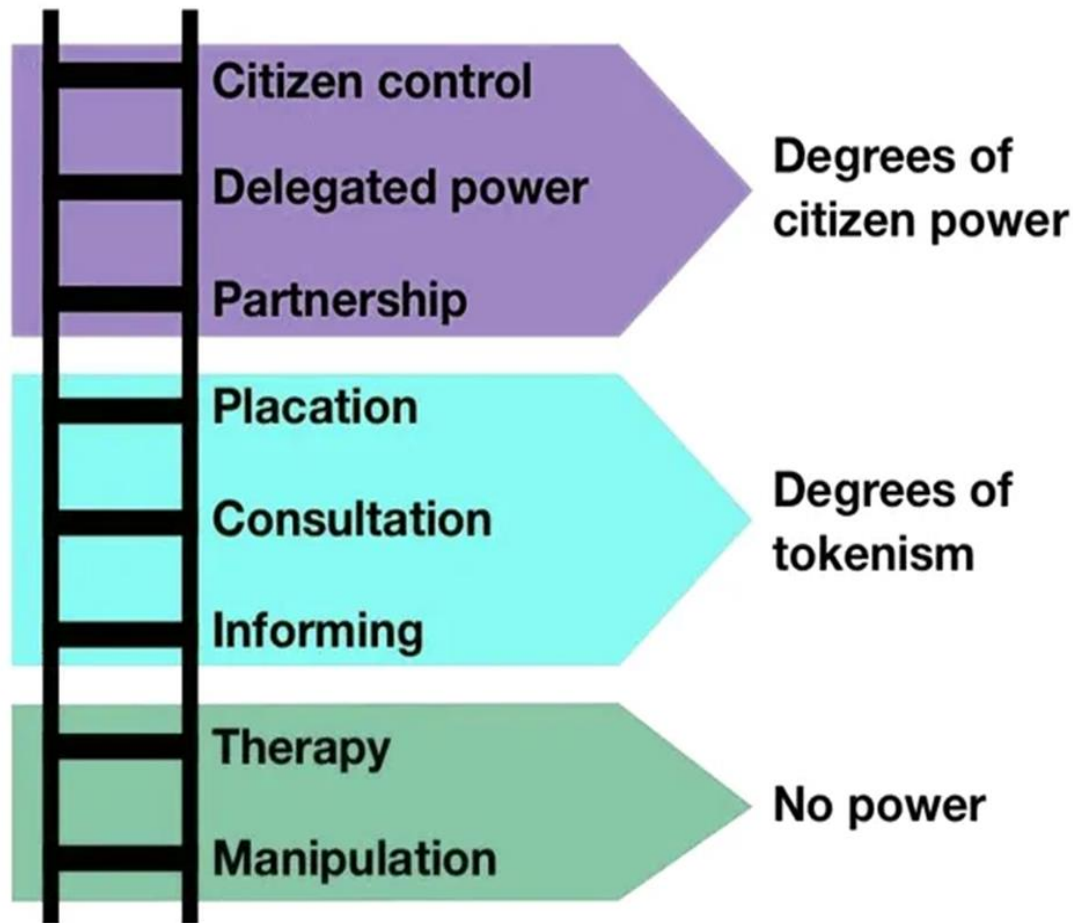 Citizen control
Delegated power
Partnership
Degrees of
citizen power
Placation
Consultation
Informing
Degrees of
tokenism
Therapy
Manipulation
No power